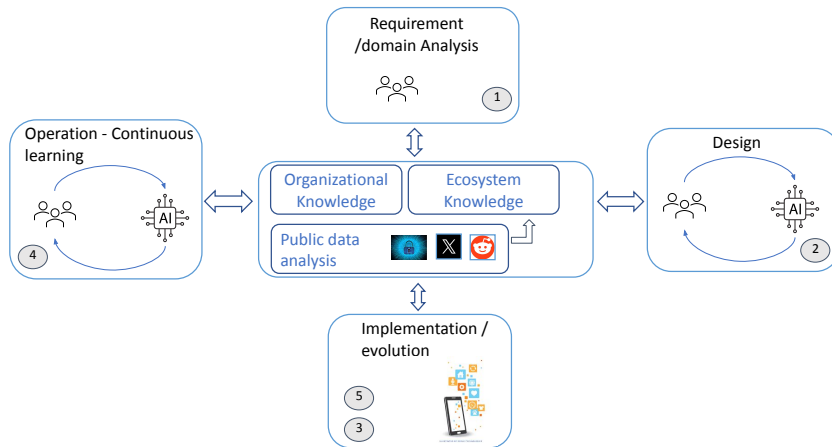 Requirement
/domain Analysis
1
Operation - Continuous
learning
AI
4
Organizational
Knowledge
Ecosystem
Knowledge
Public data
analysis
Design
AI
2
Implementation /
evolution
5
3